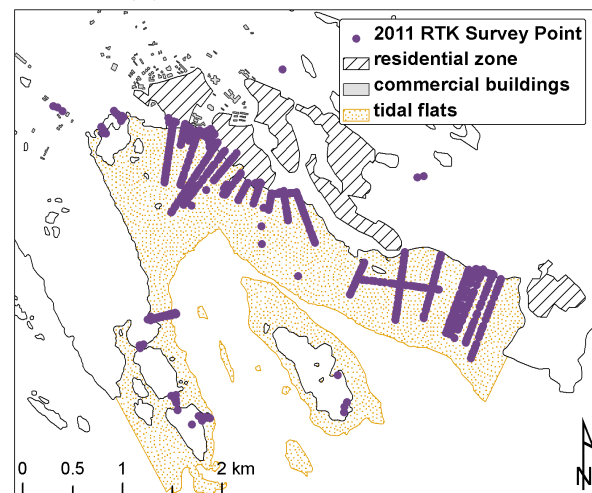 2011 RTK Survey Point
residential zone
commercial buildings
tidal flats
0 0.5 1 2 km
N